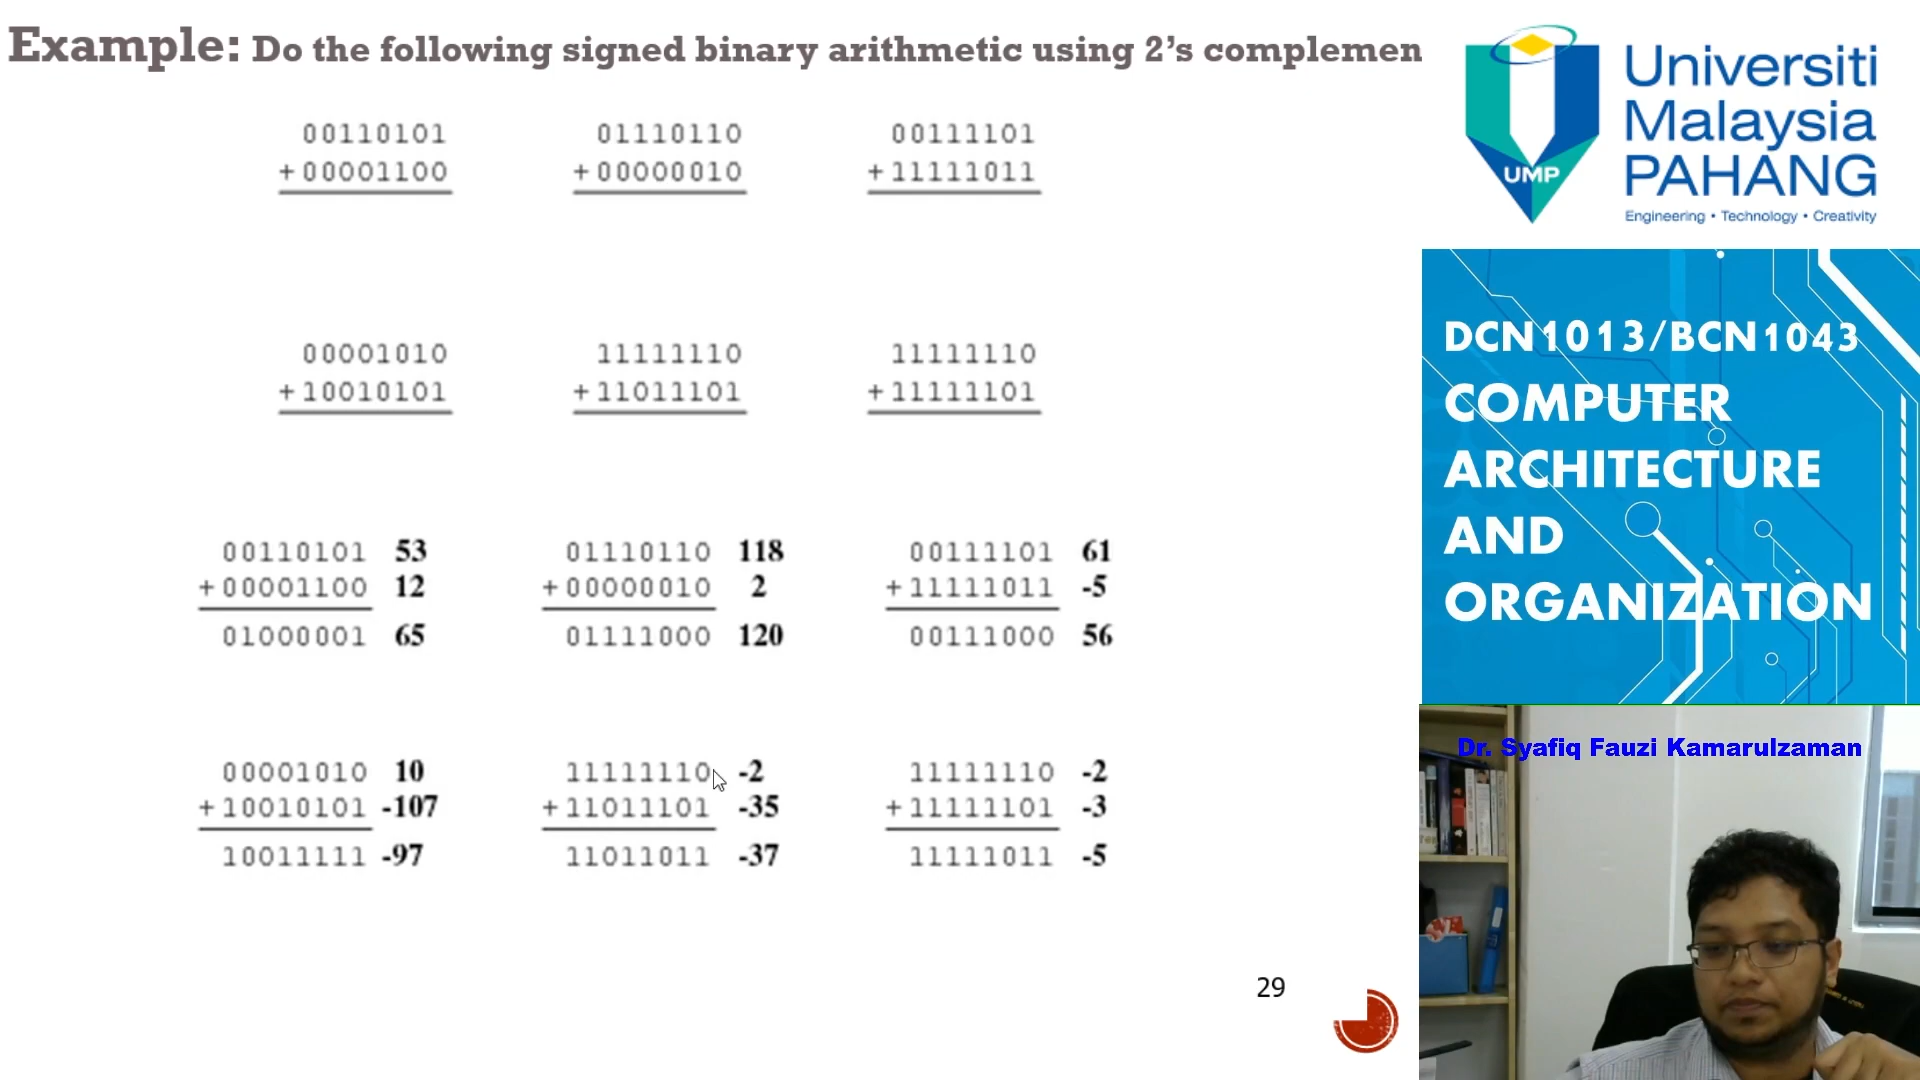 Example: Do the following signed binary arithmetic using 2’s complemen
00110101
+00001100
01110110
+00000010
00111101
+11111011
00001010
+10010101
11111110
+11011101
11111110
+11111101
00110101 53
+00001100 12
01000001 65
01110110 118
+00000010 2
01111000 120
00111101 61
+11111011 -5
00111000 56
00001010 10
+10010101 -107
10011111 -97
11111110 -2
+11011101 -35
11011011 -37
11111110 -2
+11111101 -3
11111011 -5
29
UMP
Universiti
Malaysia
PAHANG
Engineering • Technology • Creativity
DCN1013/BCN1043
COMPUTER
ARCHITECTURE
AND
ORGANIZATION
Dr. Syafiq Fauzi Kamarulzaman